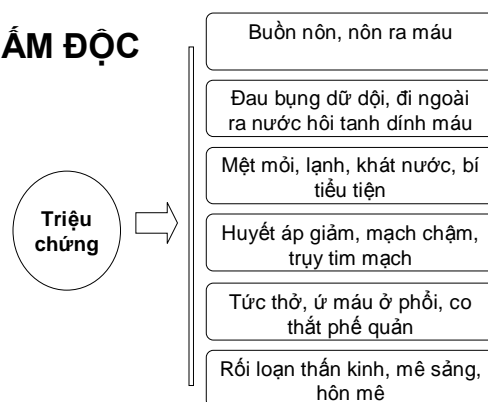 ẤM ĐỘC
Buồn nôn, nôn ra máu
Đau bụng dữ dội, đi ngoài
ra nước hôi tanh dính máu
Mệt mỏi, lạnh, khát nước, bí
tiểu tiện
Triệu
chứng
Huyết áp giảm, mạch chậm,
trụy tim mạch
Tức thở, ứ máu ở phổi, co
thắt phế quản
Rối loạn thấn kinh, mê sảng,
hôn mê